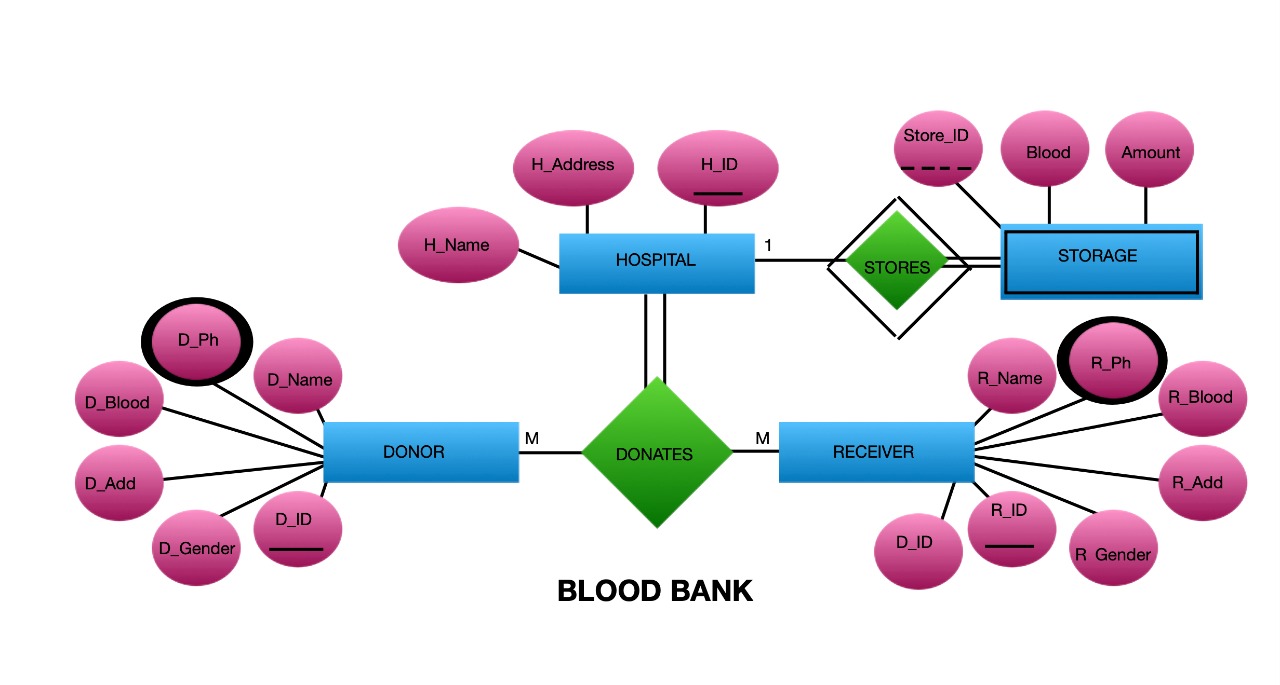 Store_ID
Blood
Amount
H_Address
H_ID
H_Name
HOSPITAL
1
STORES
STORAGE
D_Ph
D_Name
D_Blood
D_Add
D_Gender
D_ID
DONOR
M
DONATES
M
RECEIVER
R_Name
R_Ph
R_Blood
R_Add
R_ID
D_ID
R Gender
BLOOD BANK